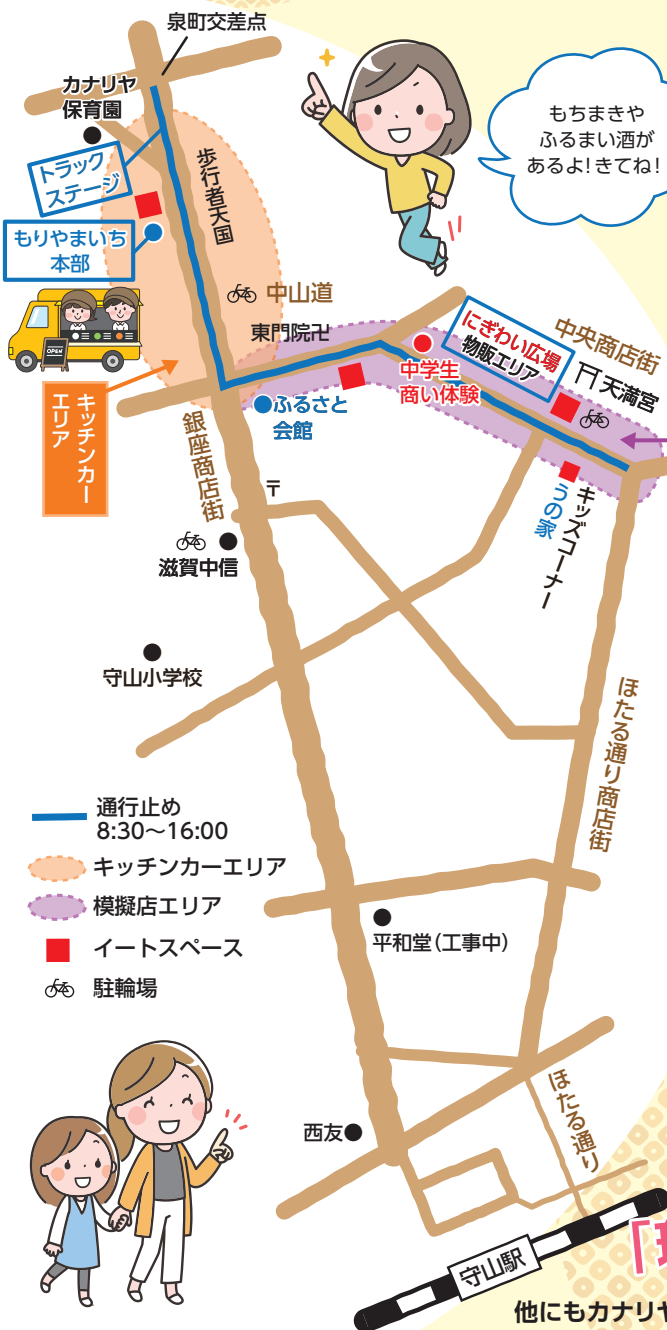 泉町交差点
カナリヤ
保育園
もちまきや
ふるまい酒が
あるよ!きてね!
トラック
ステージ
歩行者天国
もりやまいち
本部
中山道
OPEN
東門院卍
にぎわい広場
物販エリア
中央商店街
天満宮
中学生
商い体験
キッチンカー
エリア
ふるさと
会館
銀座商店街
〒
キッズコーナー
うの家
滋賀中信
守山小学校
ほたる通り商店街
通行止め
8:30〜16:00
キッチンカーエリア
模擬店エリア
イートスペース
駐輪場
平和堂(工事中)
西友
ほたる通り
守山駅
他にもカナリヤ